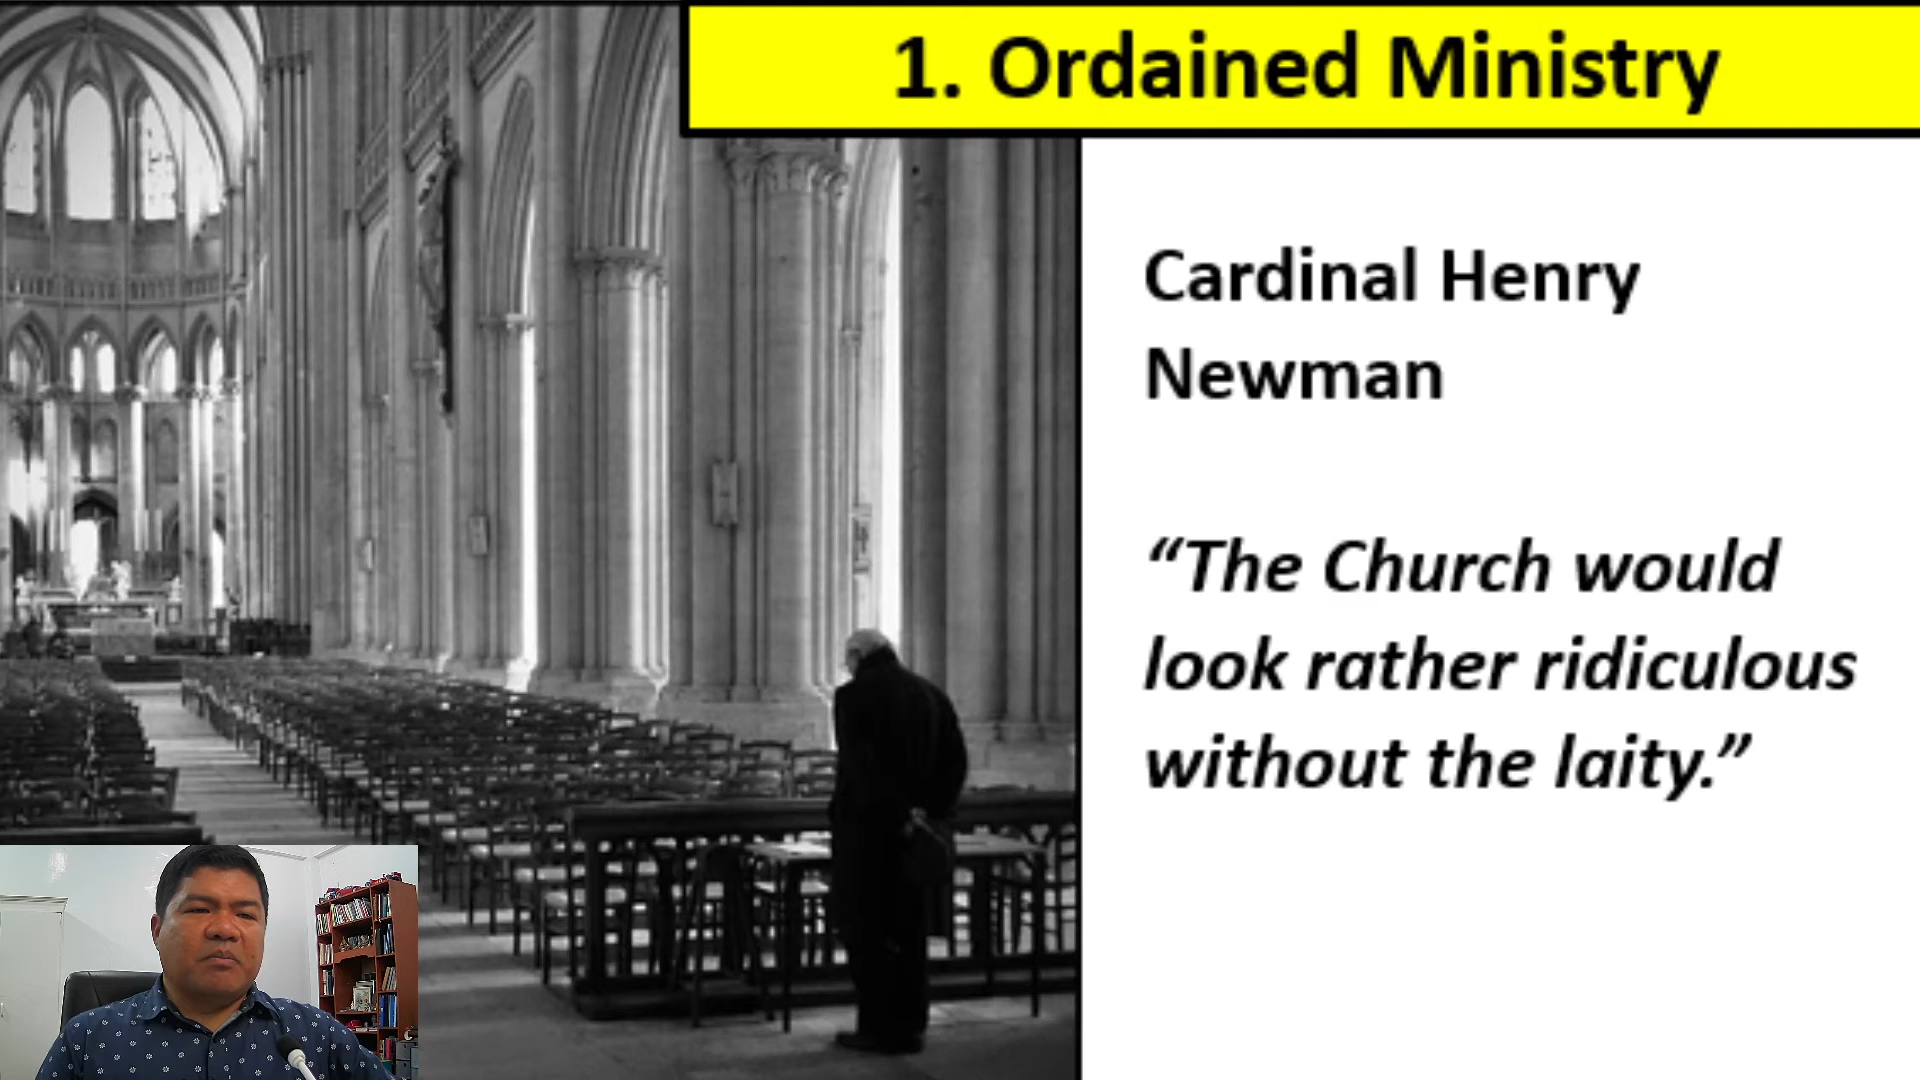 1. Ordained Ministry
Cardinal Henry
Newman
“The Church would
look rather ridiculous
without the laity.”